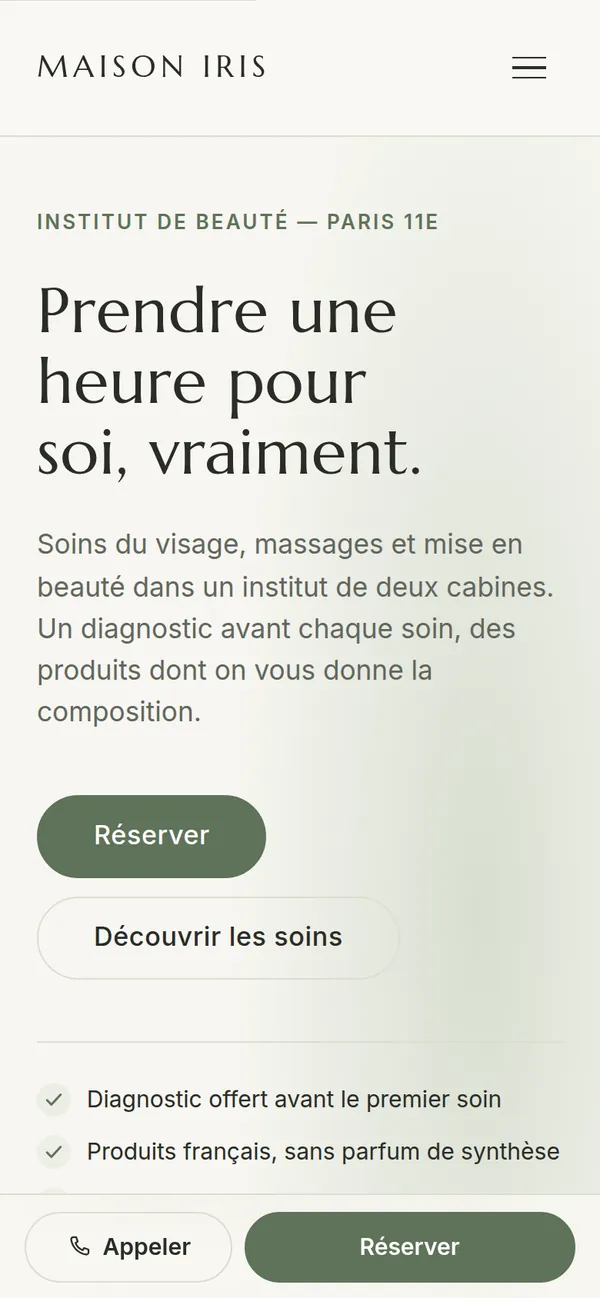 MAISON IRIS
INSTITUT DE BEAUTÉ — PARIS 11E
Prendre une
heure pour
soi, vraiment.
Soins du visage, massages et mise en
beauté dans un institut de deux cabines.
Un diagnostic avant chaque soin, des
produits dont on vous donne la
composition.
Réserver
Découvrir les soins
Diagnostic offert avant le premier soin
Produits français, sans parfum de synthèse
Appeler
Réserver